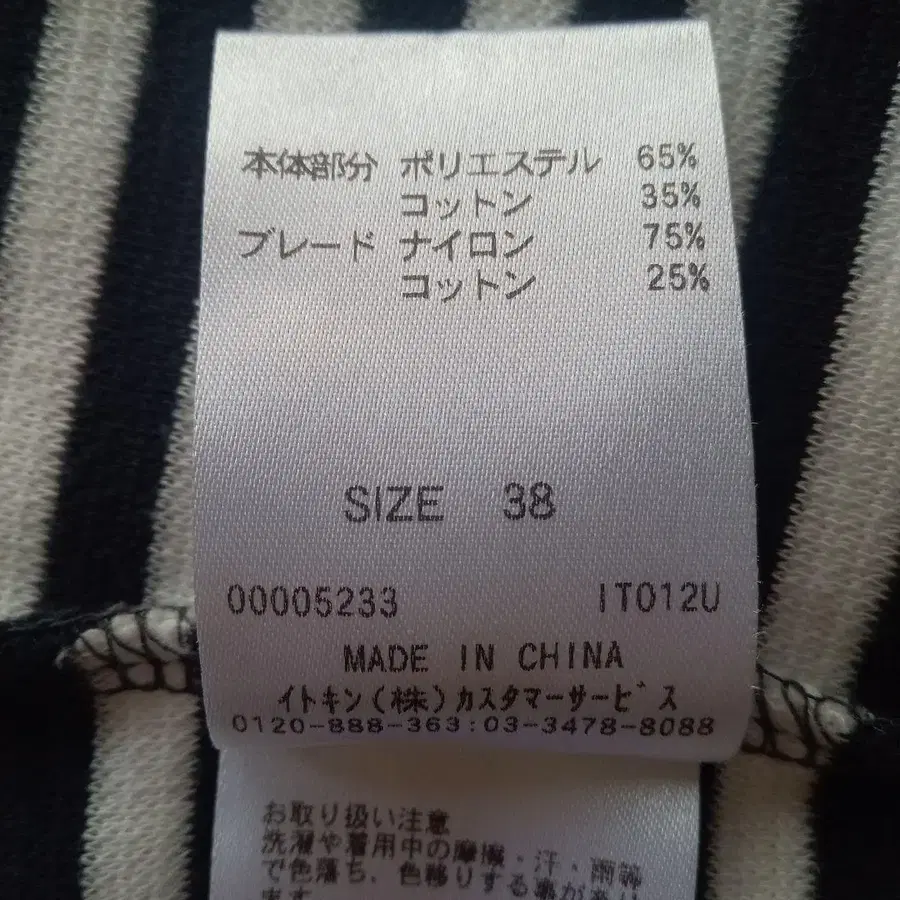 本体部分 ポリエステル 65%
コットン 35%
ブレード ナイロン 75%
コットン 25%
SIZE 38
00005233 IT012U
MADE IN CHINA
イトキン(株)カスタマーサービス
0120-888-363:03-3478-8088
お取り扱い注意
洗濯や着用中の摩擦・汗・雨等
で色落ち、色移りする事があり
ます